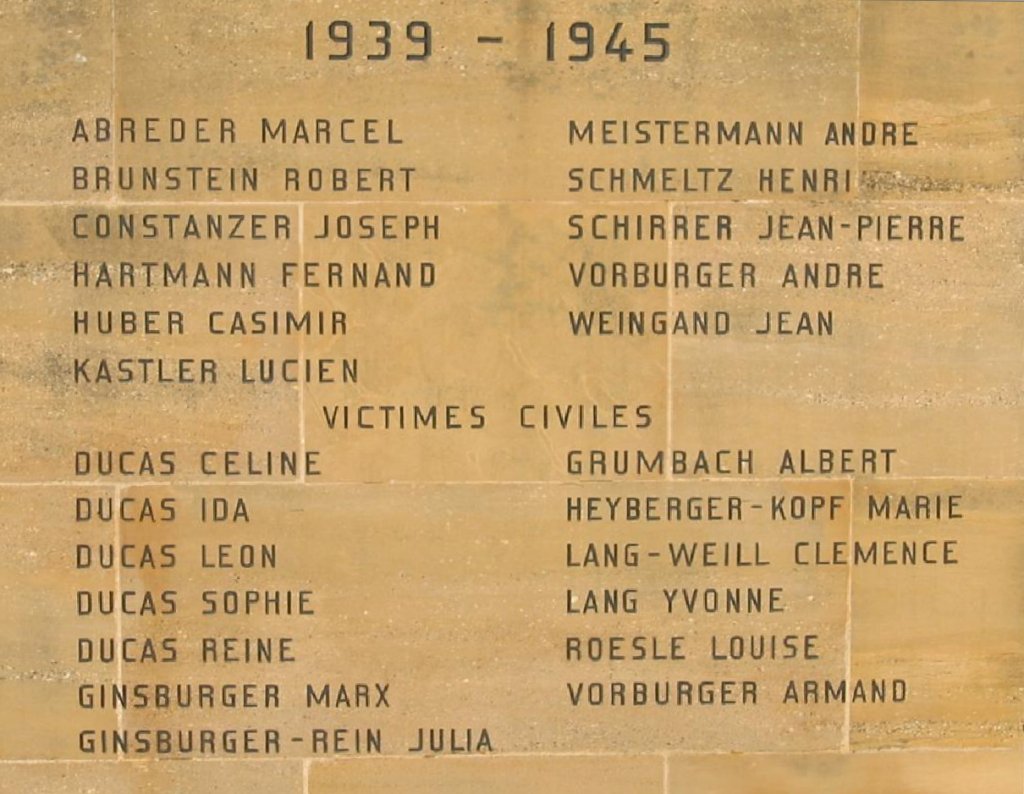 1939 - 1945
ABREDER MARCEL
BRUNSTEIN ROBERT
CONSTANZER JOSEPH
HARTMANN FERNAND
HUBER CASIMIR
KASTLER LUCIEN
MEISTERMANN ANDRE
SCHMELTZ HENRI
SCHIRRER JEAN-PIERRE
VORBURGER ANDRE
WEINGAND JEAN
VICTIMES CIVILES
DUCAS CELINE
DUCAS IDA
DUCAS LEON
DUCAS SOPHIE
DUCAS REINE
GINSBURGER MARX
GINSBURGER-REIN JULIA
GRUMBACH ALBERT
HEYBERGER-KOPF MARIE
LANG-WEILL CLEMENCE
LANG YVONNE
ROESLE LOUISE
VORBURGER ARMAND